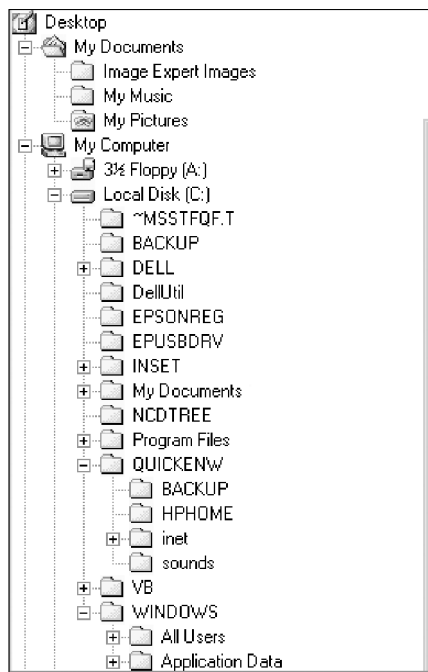 Desktop
My Documents
Image Expert Images
My Music
My Pictures
My Computer
3½ Floppy (A:)
Local Disk (C:)
~MSSTFQF.T
BACKUP
DELL
DellUtil
EPSONREG
EPUSBDRV
INSET
My Documents
NCDTREE
Program Files
QUICKENW
BACKUP
HPHOME
inet
sounds
VB
WINDOWS
All Users
Application Data